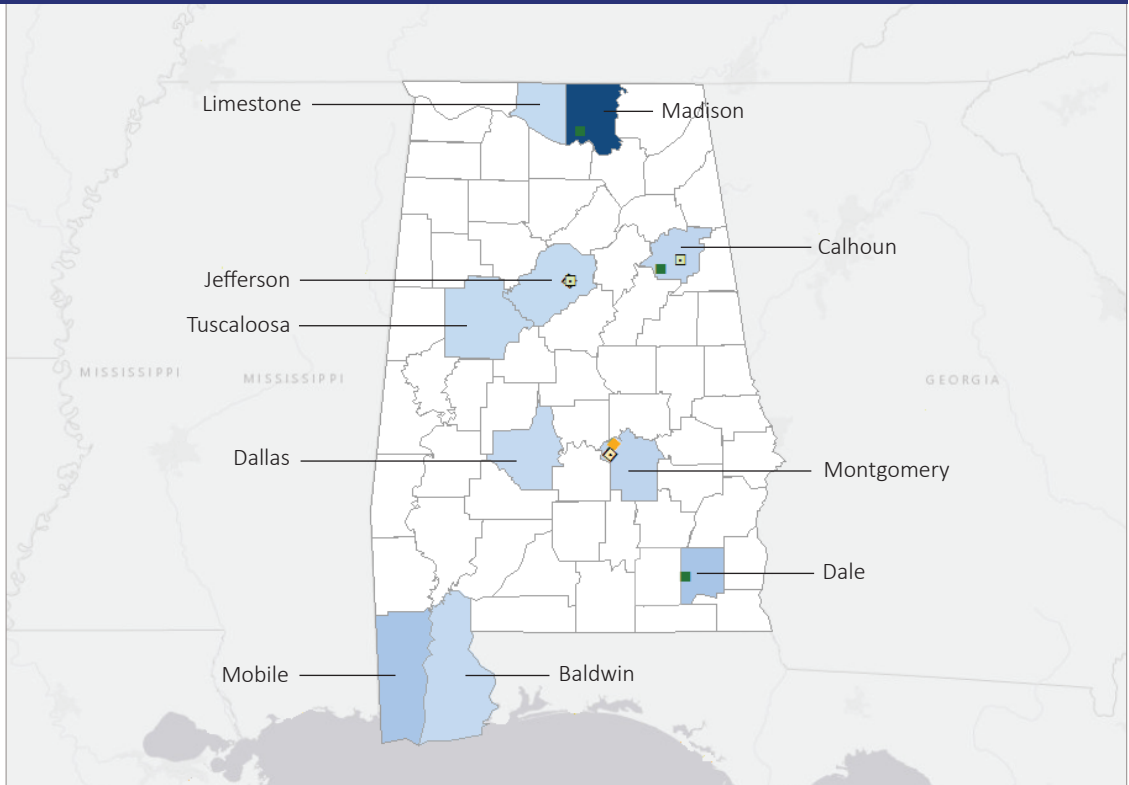 Limestone
Madison
Calhoun
Jefferson
Tuscaloosa
MISSISSIPPI
MISSISSIPPI
GEORGIA
Dallas
Montgomery
Dale
Mobile
Baldwin